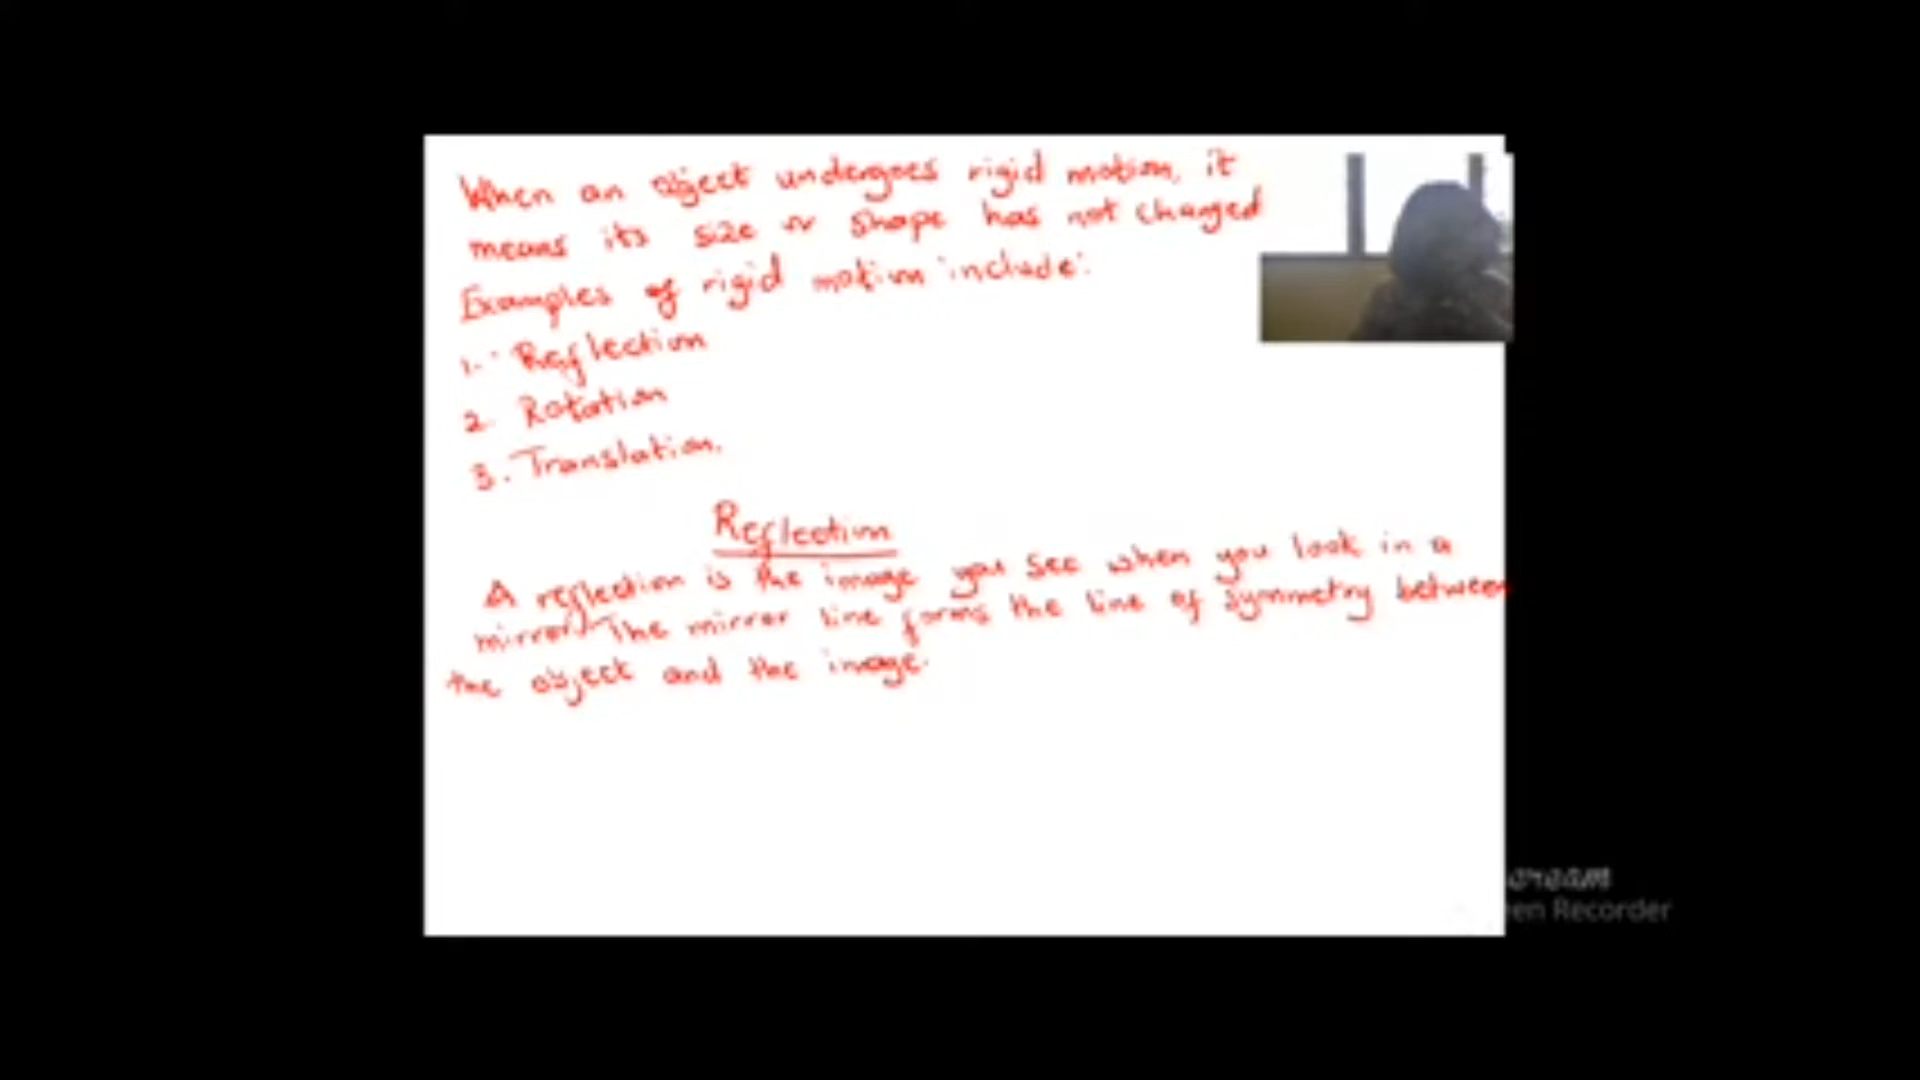 When an object undergoes rigid motion, it
means its size or shape has not changed
Examples of rigid motion include:
1. Reflection
2. Rotation
3. Translation.
Reflection
A reflection is the image you see when you look in a
mirror. The mirror line forms the line of symmetry between
the object and the image.
Recorder